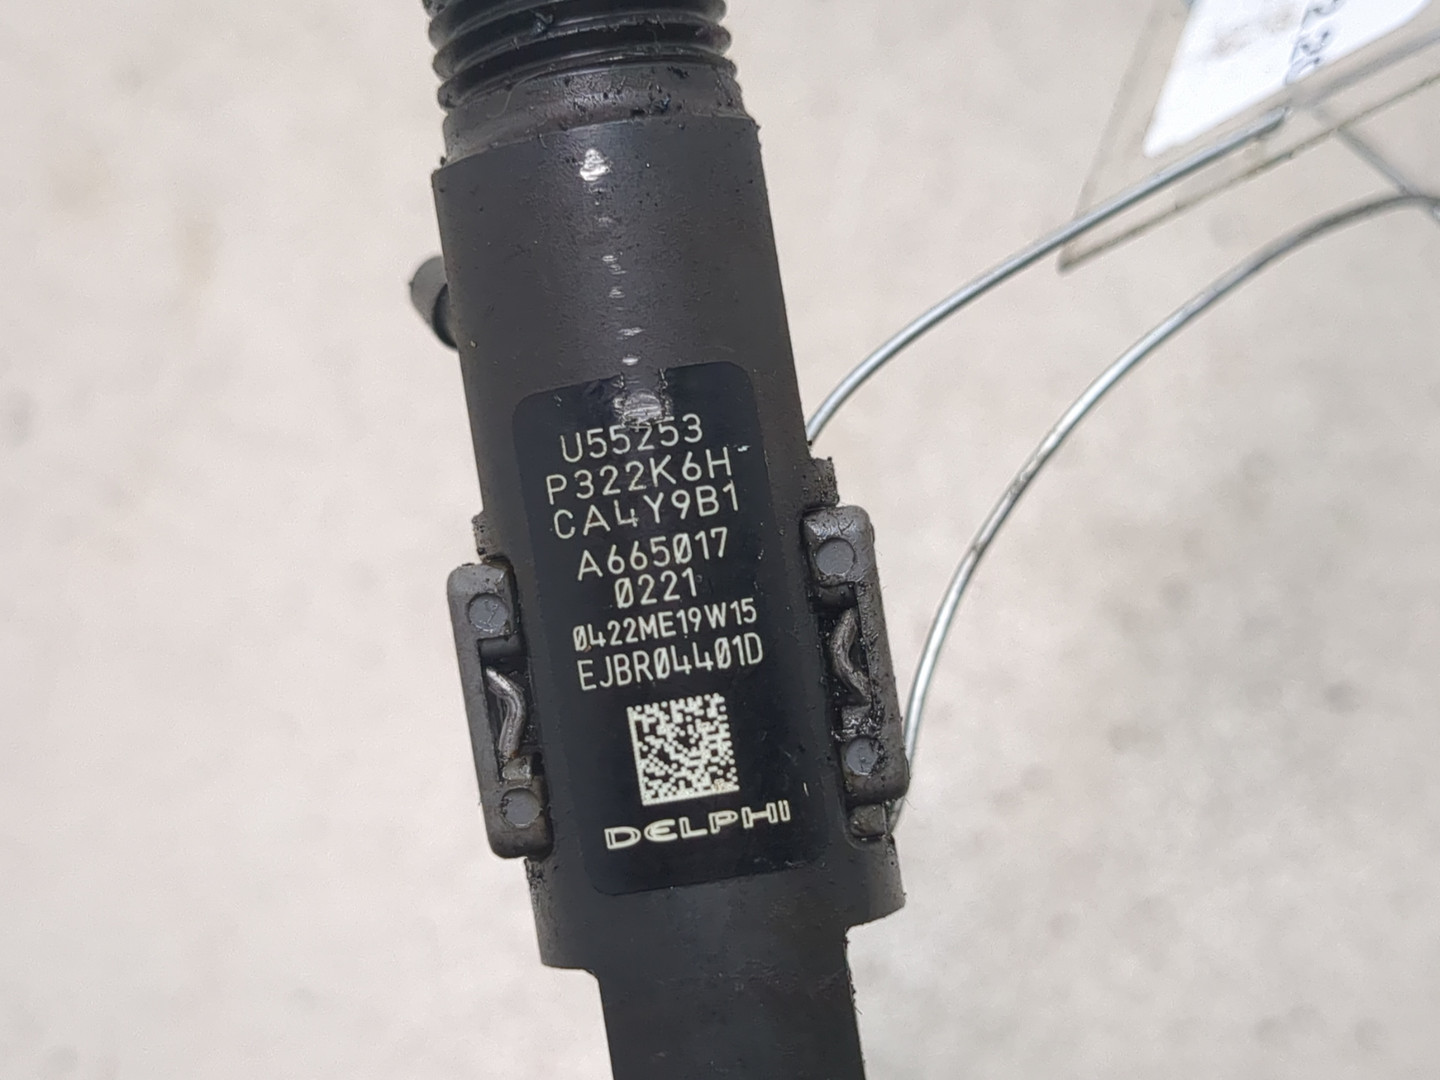 U55253
P322K6H
CA4Y9B1
A665017
0221
0422ME19W15
EJBR04401D
DELPHI